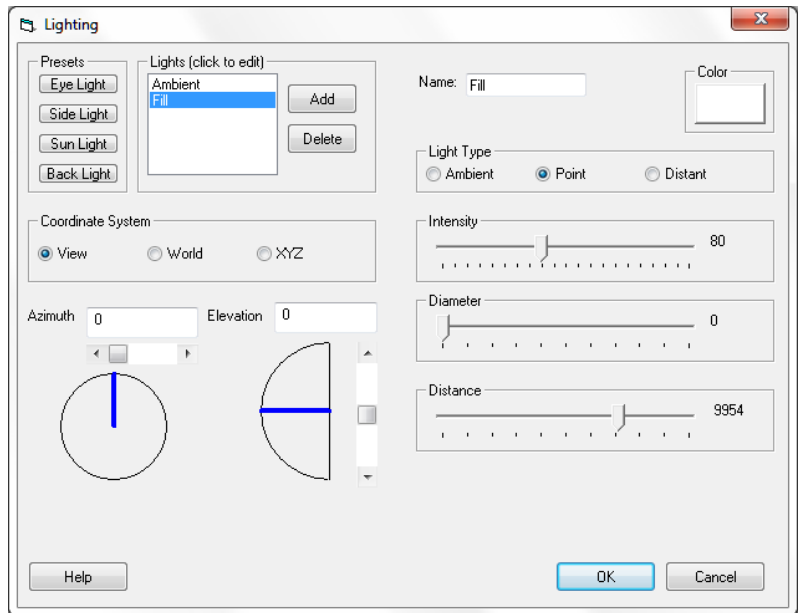 Lighting
Presets
Eye Light
Side Light
Sun Light
Back Light
Lights (click to edit)
Ambient
Fill
Add
Delete
Name: Fill
Color
Light Type
Ambient Point Distant
Coordinate System
View World XYZ
Intensity
80
Azimuth 0 Elevation 0
Diameter
0
Distance
9954
Help OK Cancel